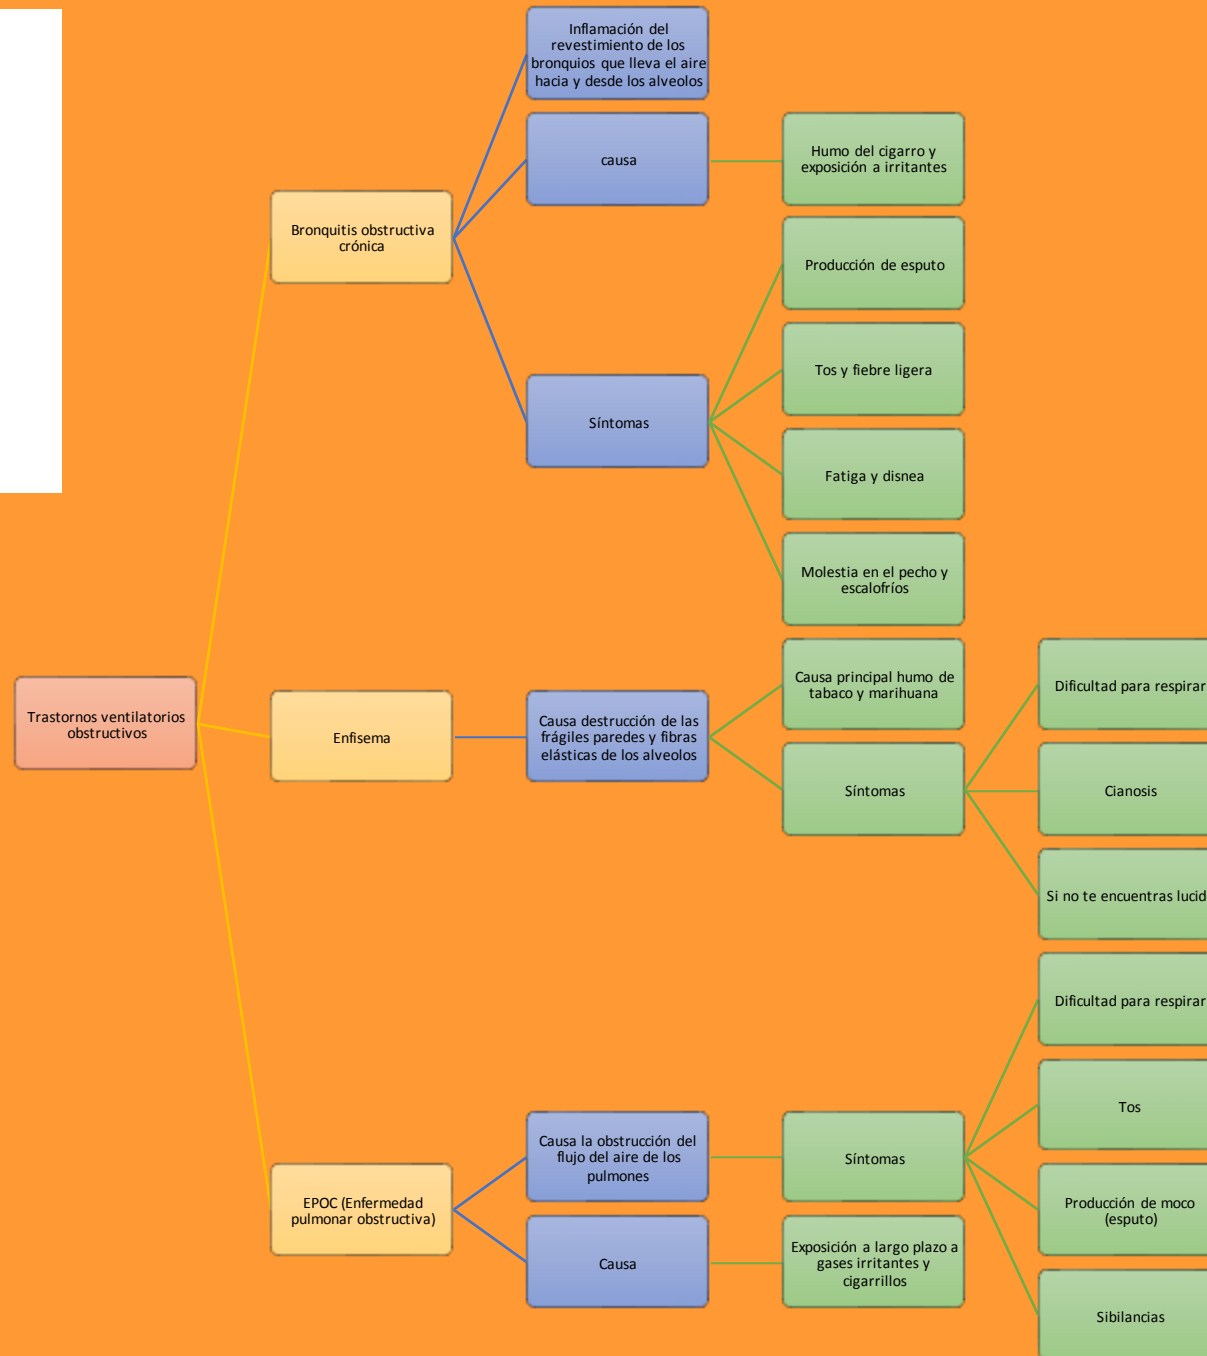 Inflamación del
revestimiento de los
bronquios que lleva el aire
hacia y desde los alveolos
causa
Humo del cigarro y
exposición a irritantes
Bronquitis obstructiva
crónica
Producción de esputo
Tos y fiebre ligera
Síntomas
Fatiga y disnea
Molestia en el pecho y
escalofríos
Trastornos ventilatorios
obstructivos
Enfisema
Causa destrucción de las
frágiles paredes y fibras
elásticas de los alveolos
Causa principal humo de
tabaco y marihuana
Síntomas
Dificultad para respirar
Cianosis
Si no te encuentras lucid
EPOC (Enfermedad
pulmonar obstructiva)
Causa la obstrucción del
flujo del aire de los
pulmones
Síntomas
Dificultad para respirar
Tos
Producción de moco
(esputo)
Sibilancias
Causa
Exposición a largo plazo a
gases irritantes y
cigarrillos